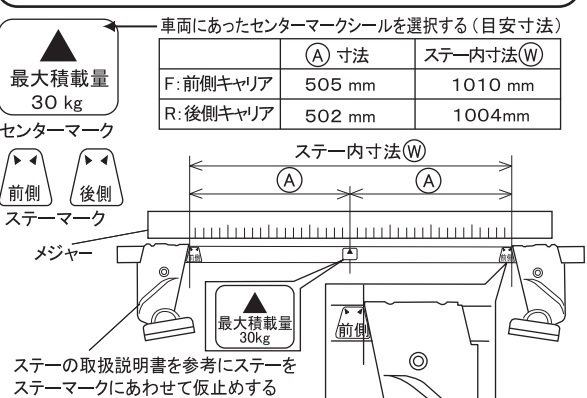 車両にあったセンターマークシールを選択する(目安寸法)
▲
最大積載量
30 kg
センターマーク
Ⓐ 寸法 ステー内寸法Ⓦ
F:前側キャリア 505 mm 1010 mm
R:後側キャリア 502 mm 1004mm
前側 後側
ステーマーク
ステー内寸法Ⓦ
Ⓐ Ⓐ
メジャー
前側 前側
▲
最大積載量
30kg
前側
ステーの取扱説明書を参考にステーを
ステーマークにあわせて仮止めする